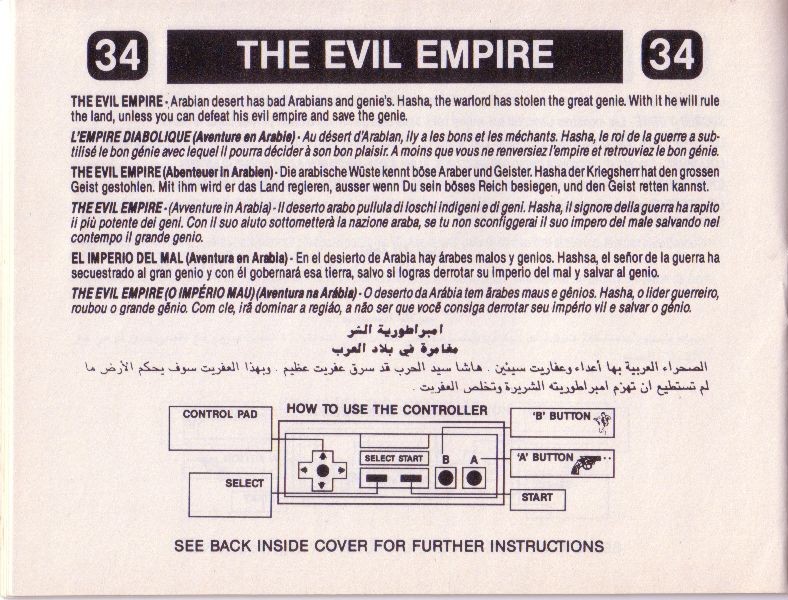 34 THE EVIL EMPIRE 34
THE EVIL EMPIRE - Arabian desert has bad Arabians and genie's. Hasha, the warlord has stolen the great genie. With it he will rule
the land, unless you can defeat his evil empire and save the genie.
L'EMPIRE DIABOLIQUE (Aventure en Arabie) - Au désert d'Arabian, ily a les bons et les méchants. Hasha, le roi de la guerre a sub-
tilisé le bon génie avec lequel il pourra décider à son bon plaisir. A moins que vous ne renversiez l'empire et retrouviez le bon génie.
THE EVIL EMPIRE (Abenteuer in Arabien) - Die arabische Wüste kennt böse Araber und Geister. Hasha der Kriegsherr hat den grossen
Geist gestohlen. Mit ihm wird er das Land regieren, ausser wenn Du sein böses Reich besiegen, und den Geist retten kannst.
THE EVIL EMPIRE - (Avventure in Arabia) - Il deserto arabo pullula di loschi indigeni e di geni. Hasha, il signore della guerra ha rapito
il più potente dei geni. Con il suo aiuto sottometterà la nazione araba, se tu non sconfiggerai il suo impero del male salvando nel
contempo il grande genio.
EL IMPERIO DEL MAL (Aventura en Arabia) - En el desierto de Arabia hay árabes malos y genios. Hashsa, el señor de la guerra ha
secuestrado al gran genio y con él gobernará esa tierra, salvo si logras derrotar su imperio del mal y salvar al genio.
THE EVIL EMPIRE (O IMPÉRIO MAU) (Aventura na Arábia) - O deserto da Arábia tem árabes maus e gênios. Hasha, o lider guerreiro,
roubou o grande gênio. Com cle, irã dominar a região, a não ser que você consiga derrotar seu império vil e salvar o génio.
امبراطورية الشر
مغامرة في بلاد العرب
الصحراء العربية بها أعداء وعفاريت سيئين . هاشا سيد الحرب قد سرق عفريت عظيم . وبهذا العفريت سوف يحكم الأرض ما
لم تستطيع ان تهزم امبراطوريته الشريرة وتخلص العفريت .
HOW TO USE THE CONTROLLER
CONTROL PAD
'B' BUTTON
SELECT START B A
'A' BUTTON
SELECT
START
SEE BACK INSIDE COVER FOR FURTHER INSTRUCTIONS